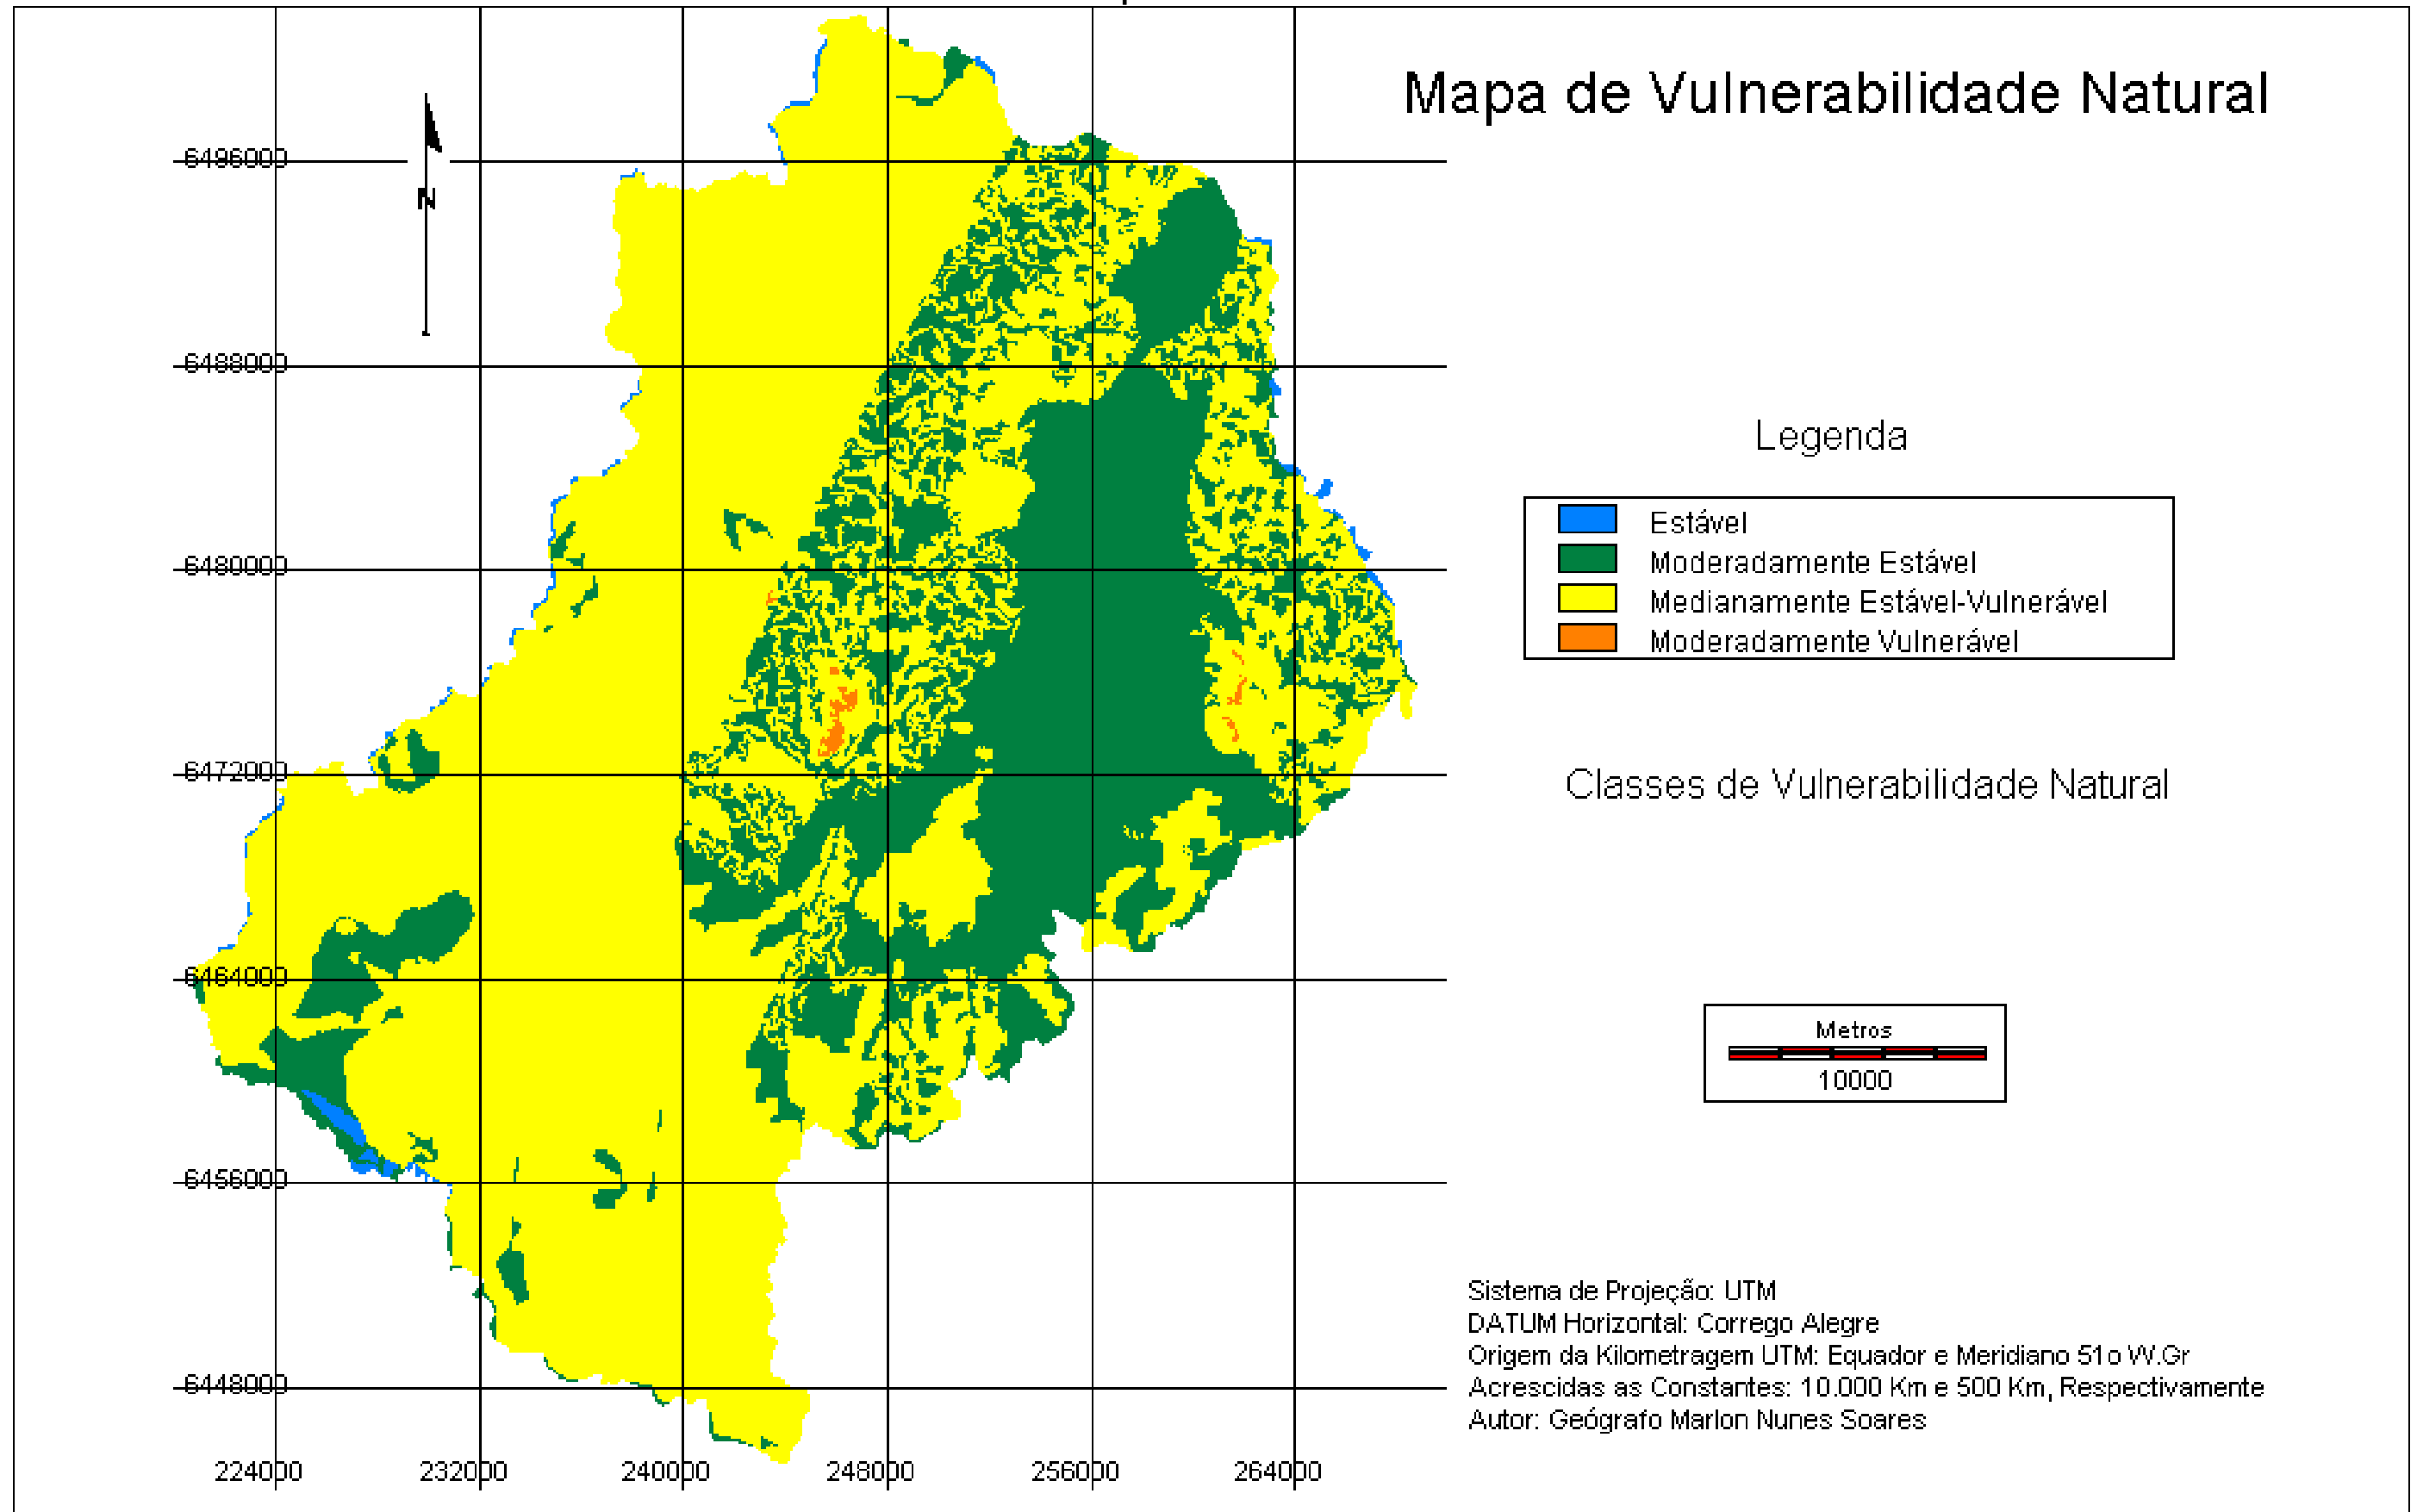 Mapa de Vulnerabilidade Natural
N
6496000
6488000
6480000
6472000
6464000
6456000
6448000
224000 232000 240000 248000 256000 264000
Legenda
Estável
Moderadamente Estável
Medianamente Estável-Vulnerável
Moderadamente Vulnerável
Classes de Vulnerabilidade Natural
Metros
10000
Sistema de Projeção: UTM
DATUM Horizontal: Corrego Alegre
Origem da Kilometragem UTM: Equador e Meridiano 51o W.Gr
Acrescidas as Constantes: 10.000 Km e 500 Km, Respectivamente
Autor: Geógrafo Marlon Nunes Soares